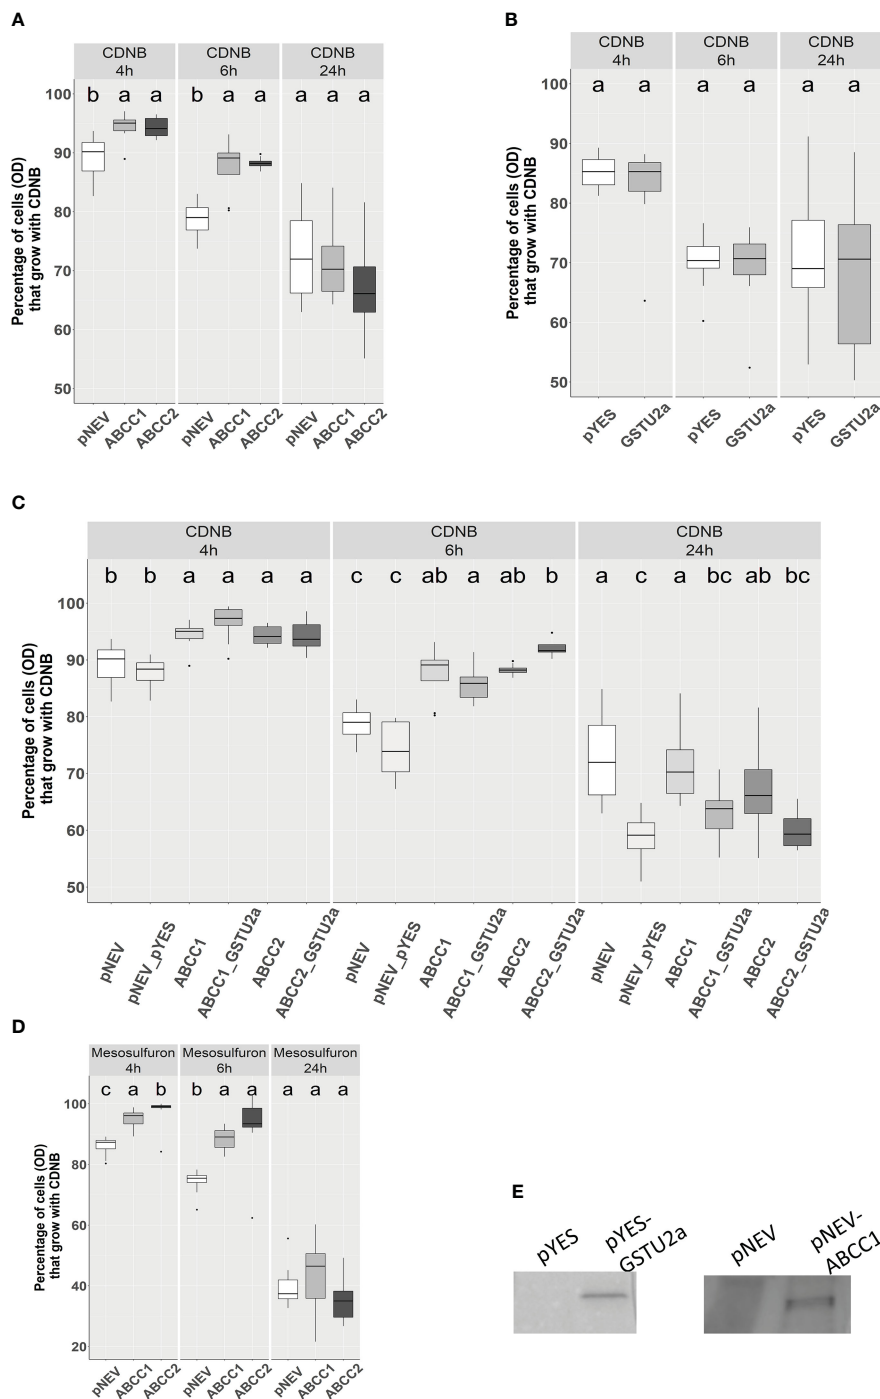 A
CDNB CDNB CDNB
4h 6h 24h
b a a b a a a a a
100
90
80
70
60
50
Percentage of cells (OD)
that grow with CDNB
pNEV ABCC1 ABCC2 pNEV ABCC1 ABCC2 pNEV ABCC1 ABCC2
B
CDNB CDNB CDNB
4h 6h 24h
a a a a a a
100
90
80
70
60
50
Percentage of cells (OD)
that grow with CDNB
pYES GSTU2a pYES GSTU2a pYES GSTU2a
C
CDNB CDNB CDNB
4h 6h 24h
b b a a a a c c ab a ab b a c a bc ab bc
100
90
80
70
60
50
Percentage of cells (OD)
that grow with CDNB
pNEV pNEV_pYES ABCC1 ABCC1_GSTU2a ABCC2 ABCC2_GSTU2a pNEV pNEV_pYES ABCC1 ABCC1_GSTU2a ABCC2 ABCC2_GSTU2a pNEV pNEV_pYES ABCC1 ABCC1_GSTU2a ABCC2 ABCC2_GSTU2a
D
Mesosulfuron Mesosulfuron Mesosulfuron
4h 6h 24h
c a b b a a a a a
100
80
60
40
20
Percentage of cells (OD)
that grow with CDNB
pNEV ABCC1 ABCC2 pNEV ABCC1 ABCC2 pNEV ABCC1 ABCC2
E
pYES
pYES-
GSTU2a
pNEV
pNEV-
ABCC1